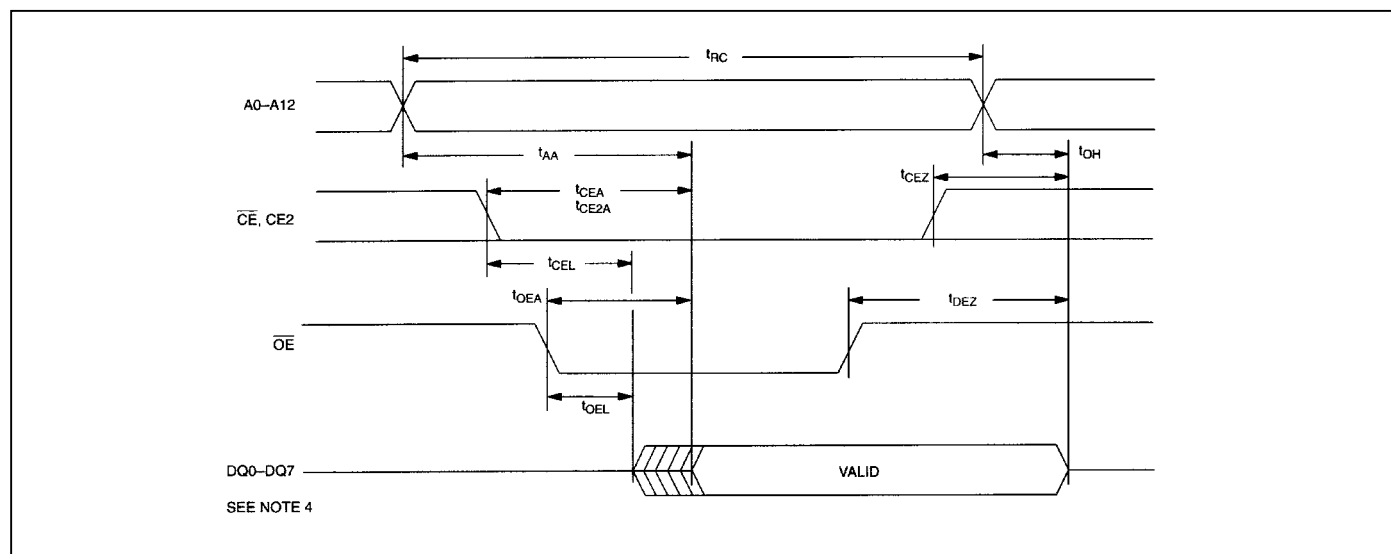 tRC
A0–A12
tAA
tOH
tCEZ
tCEA
tCE2A
CE, CE2
tCEL
tOEA
tDEZ
OE
tOEL
DQ0–DQ7
VALID
SEE NOTE 4